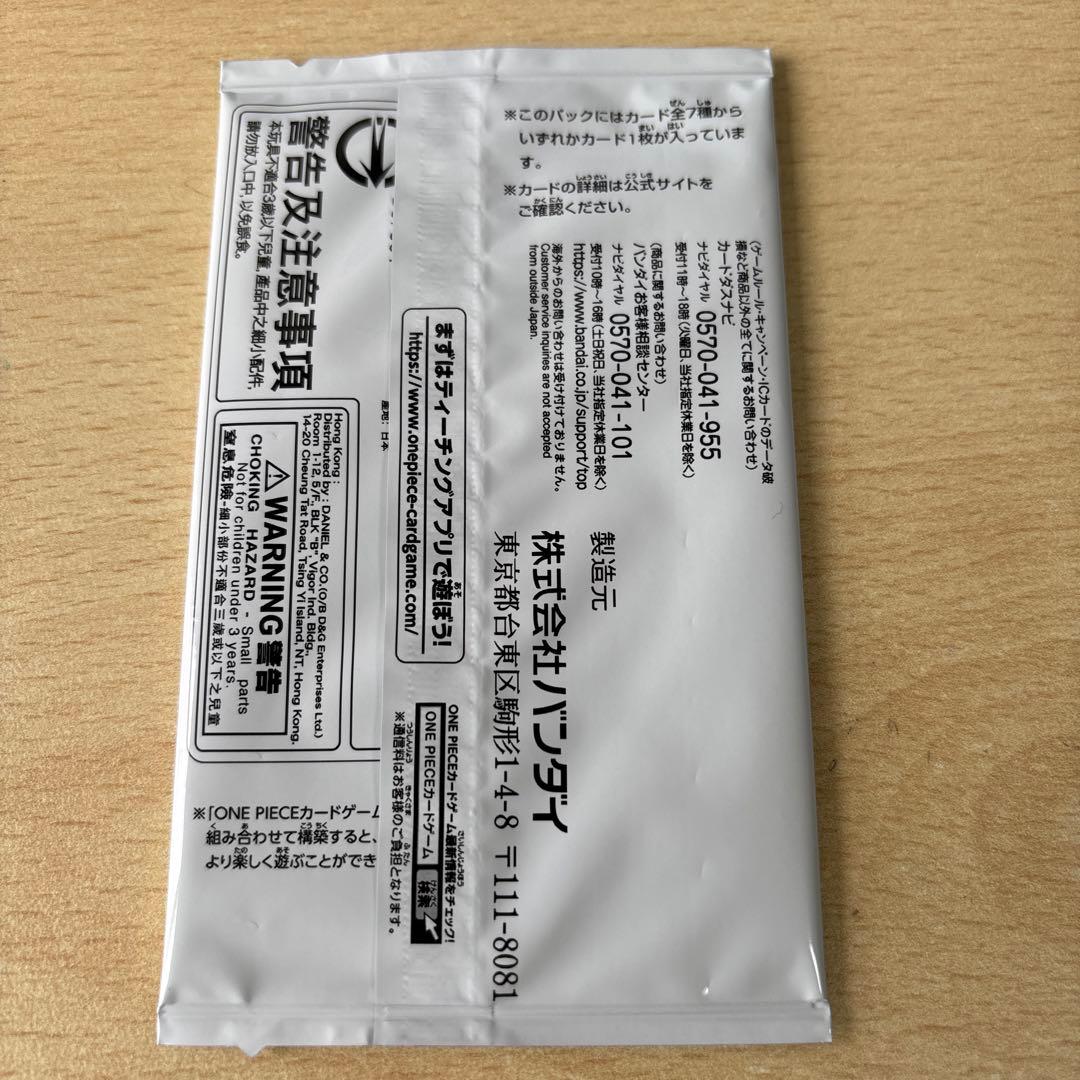 ※このパックにはカード全7種から
いずれかカード1枚が入っていま
す。
※カードの詳細は公式サイトを
ご確認ください。
(ゲームルール・キャンペーン・ICカードのデータ破
損など商品以外の全てに関するお問い合わせ)
カードダスナビ
ナビダイヤル 0570-041-955
受付11時～18時(火曜日、当社指定休業日を除く)
(商品に関するお問い合わせ)
バンダイお客様相談センター
ナビダイヤル 0570-041-101
受付10時～16時(土日祝日、当社指定休業日を除く)
https://www.bandai.co.jp/support/top
海外からのお問い合わせは受け付けておりません。
Customer service inquiries are not accepted
from outside Japan.
製造元
株式会社バンダイ
東京都台東区駒形1-4-8 〒111-8081
まずはティーチングアプリで遊ぼう!
https://www.onepiece-cardgame.com/
ONE PIECEカードゲーム最新情報をチェック!
ONE PIECEカードゲーム 検索
※通信料はお客様のご負担となります。
産地：日本
警告及注意事項
本玩具不適合3歲以下兒童,產品中之細小配件,
請勿放入口中,以免誤食。
Hong Kong :
Distributed by : DANIEL & CO.,(O/B D&G Enterprises Ltd.)
Room 1-12, 5/F., BLK "B", Vigor Ind. Bldg.,
14-20 Cheung Tat Road, Tsing Yi Island, NT, Hong Kong.
⚠WARNING 警告
CHOKING HAZARD - Small parts
Not for children under 3 years.
窒息危險-細小部份不適合三歲或以下之兒童
※「ONE PIECEカードゲーム
組み合わせて構築すると、
より楽しく遊ぶことができ